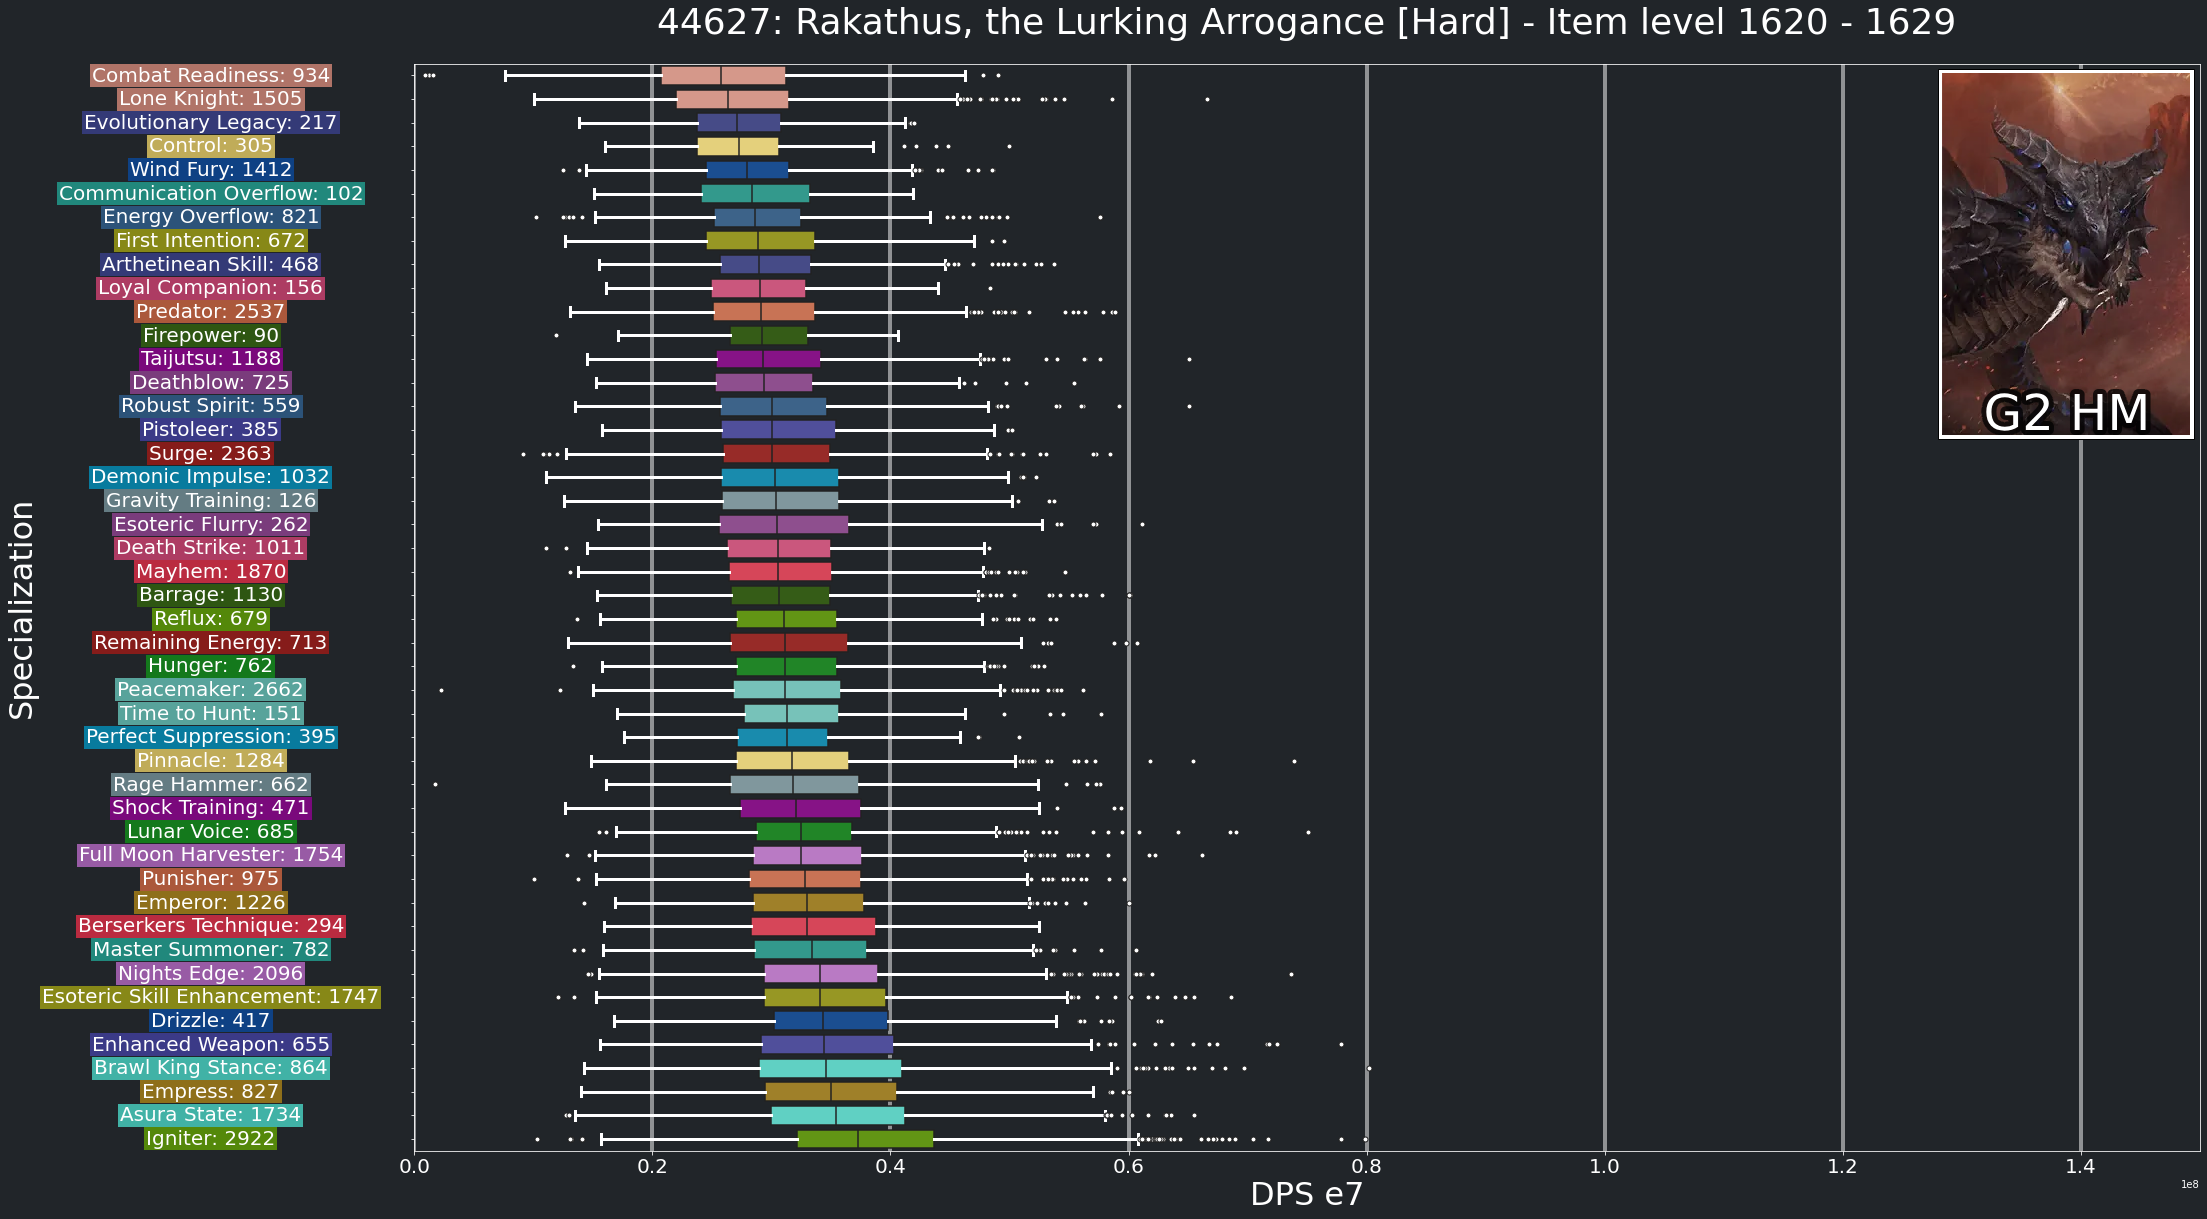 44627: Rakathus, the Lurking Arrogance [Hard] - Item level 1620 - 1629
Combat Readiness: 934
Lone Knight: 1505
Evolutionary Legacy: 217
Control: 305
Wind Fury: 1412
Communication Overflow: 102
Energy Overflow: 821
First Intention: 672
Arthetinean Skill: 468
Loyal Companion: 156
Predator: 2537
Firepower: 90
Taijutsu: 1188
Deathblow: 725
Robust Spirit: 559
Pistoleer: 385
Surge: 2363
Demonic Impulse: 1032
Gravity Training: 126
Esoteric Flurry: 262
Death Strike: 1011
Mayhem: 1870
Barrage: 1130
Reflux: 679
Remaining Energy: 713
Hunger: 762
Peacemaker: 2662
Time to Hunt: 151
Perfect Suppression: 395
Pinnacle: 1284
Rage Hammer: 662
Shock Training: 471
Lunar Voice: 685
Full Moon Harvester: 1754
Punisher: 975
Emperor: 1226
Berserkers Technique: 294
Master Summoner: 782
Nights Edge: 2096
Esoteric Skill Enhancement: 1747
Drizzle: 417
Enhanced Weapon: 655
Brawl King Stance: 864
Empress: 827
Asura State: 1734
Igniter: 2922
Specialization
G2 HM
0.0 0.2 0.4 0.6 0.8 1.0 1.2 1.4
1e8
DPS e7